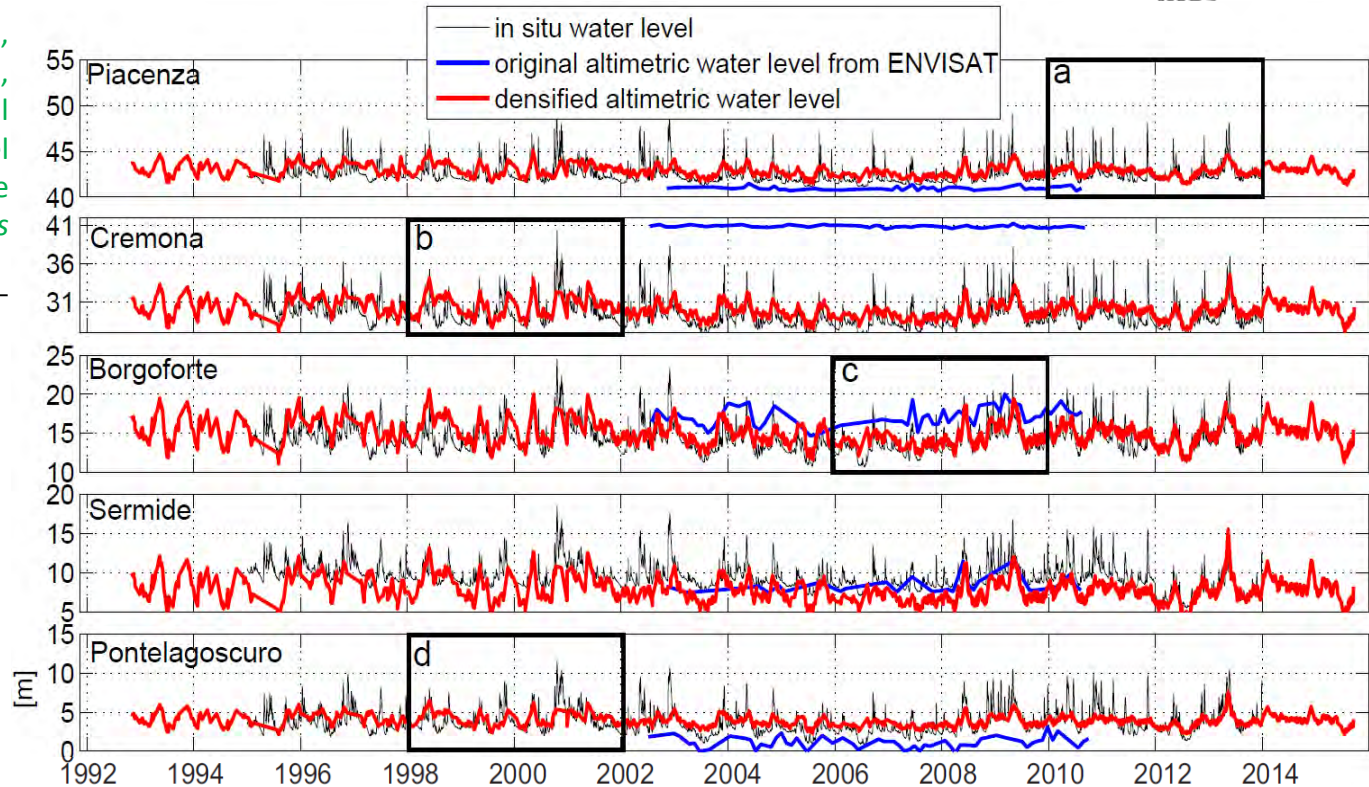 in situ water level
original altimetric water level from ENVISAT
densified altimetric water level
,
,
l
l
e
s
55
50
45
40
Piacenza
a
41
36
31
Cremona
b
25
20
15
10
Borgoforte
c
20
15
10
5
Sermide
15
10
5
0
Pontelagoscuro
d
[m]
1992 1994 1996 1998 2000 2002 2004 2006 2008 2010 2012 2014